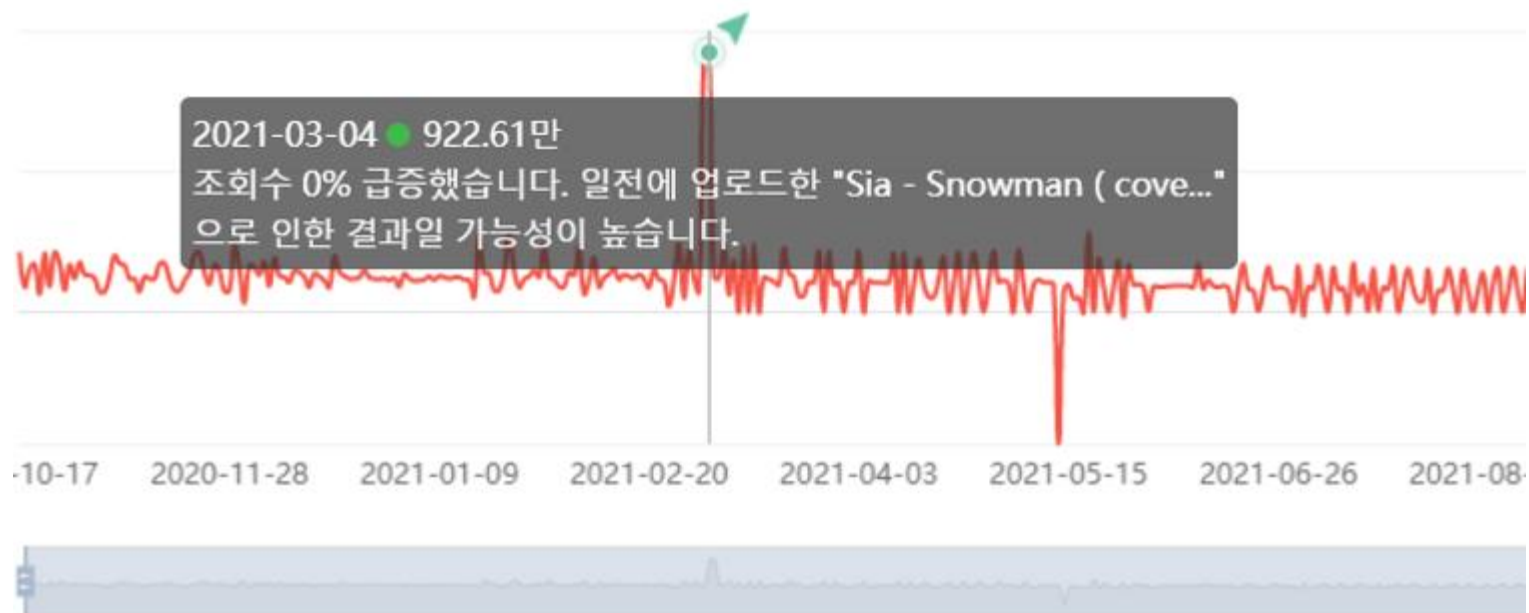 2021-03-04 922.61만
조회수 0% 급증했습니다. 일전에 업로드한 "Sia - Snowman ( cove..."
으로 인한 결과일 가능성이 높습니다.
-10-17 2020-11-28 2021-01-09 2021-02-20 2021-04-03 2021-05-15 2021-06-26 2021-08-